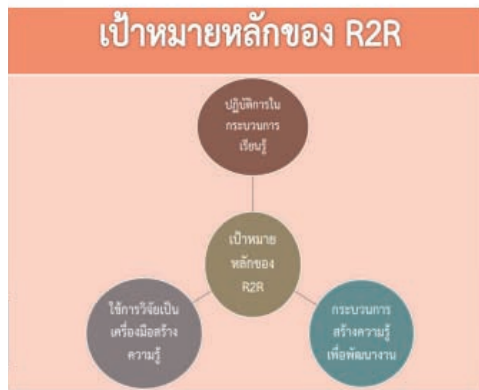 เป้าหมายหลักของ R2R
ปฏิบัติการใน
กระบวนการ
เรียนรู้
เป้าหมาย
หลักของ
R2R
ใช้การวิจัยเป็น
เครื่องมือสร้าง
ความรู้
กระบวนการ
สร้างความรู้
เพื่อพัฒนางาน